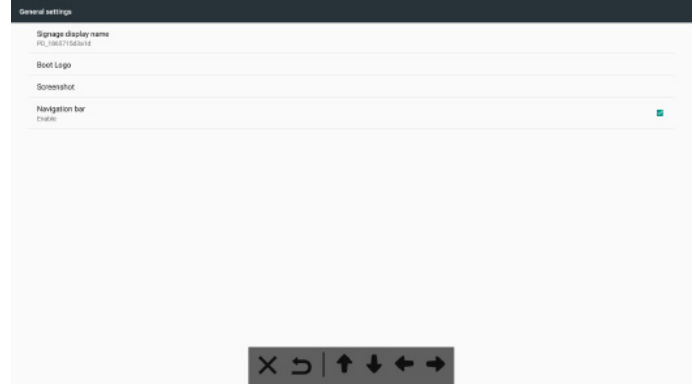 General settings
Signage display name
Boot Logo
Screenshot
Navigation bar
Enable